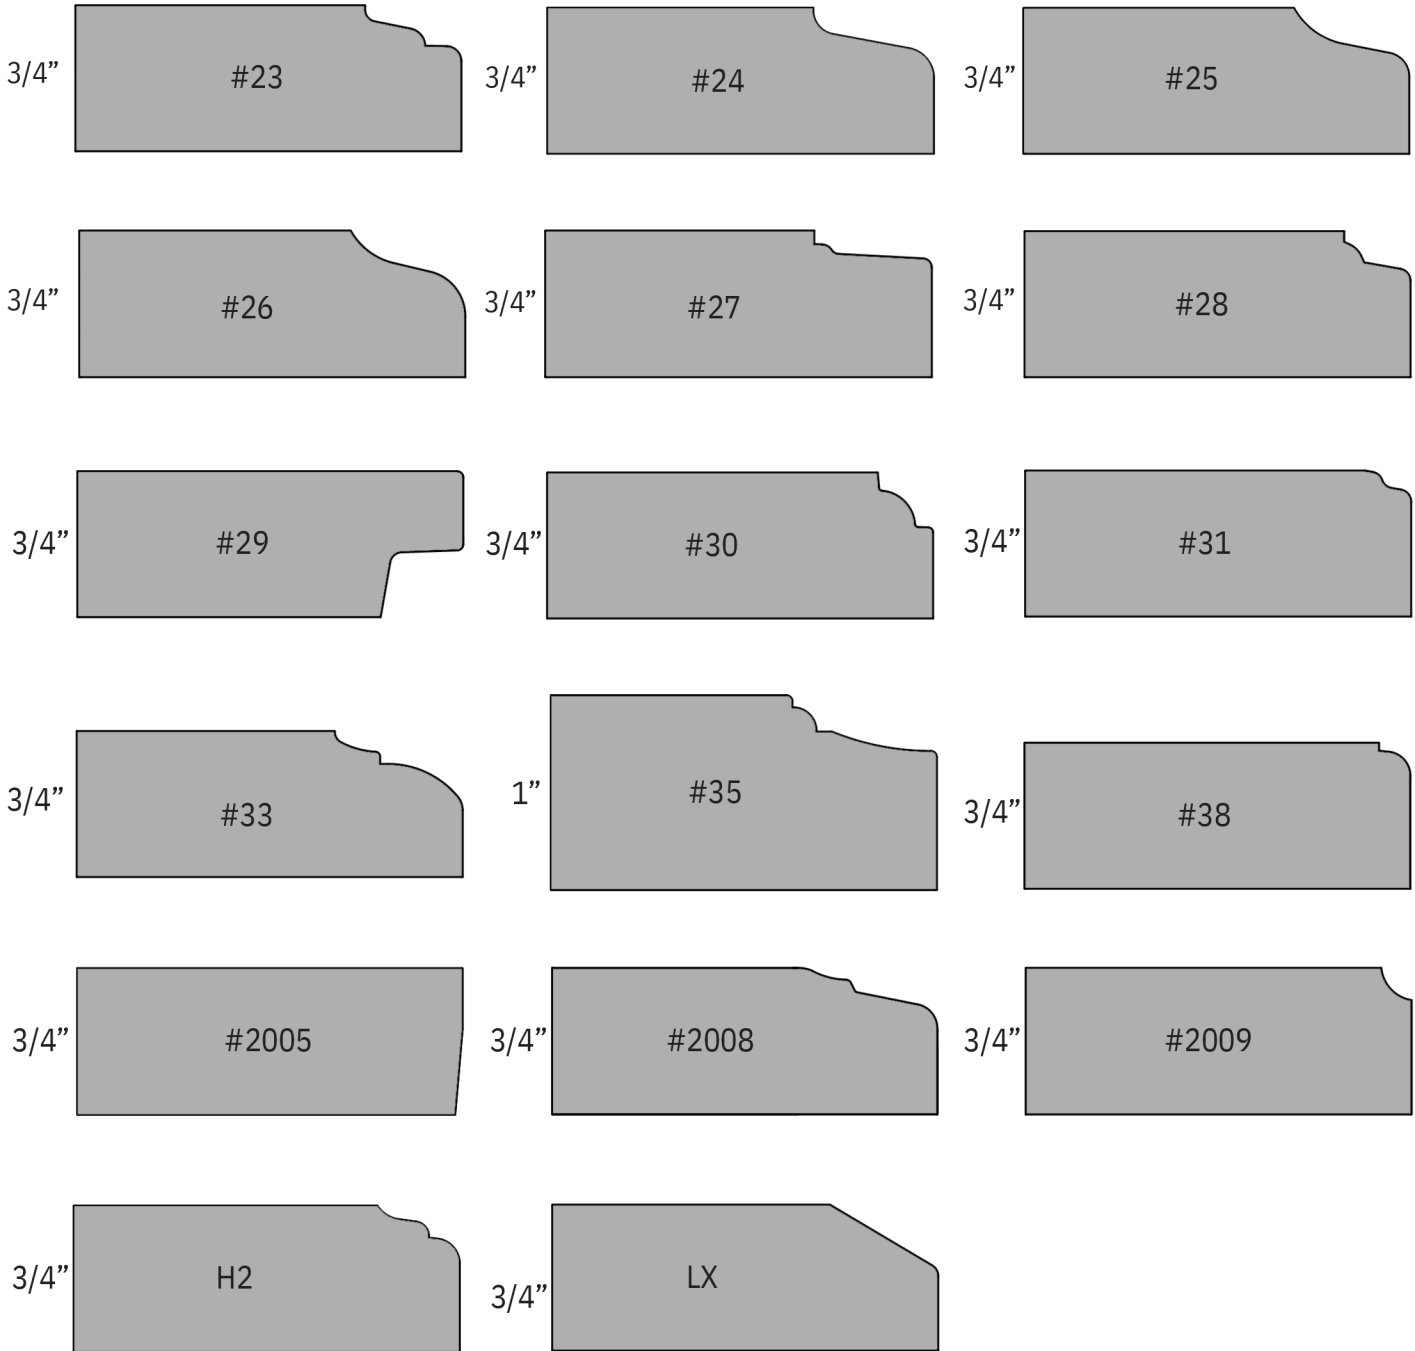 3/4” #23 3/4” #24 3/4” #25
3/4” #26 3/4” #27 3/4” #28
3/4” #29 3/4” #30 3/4” #31
3/4” #33 1” #35 3/4” #38
3/4” #2005 3/4” #2008 3/4” #2009
3/4” H2 3/4” LX